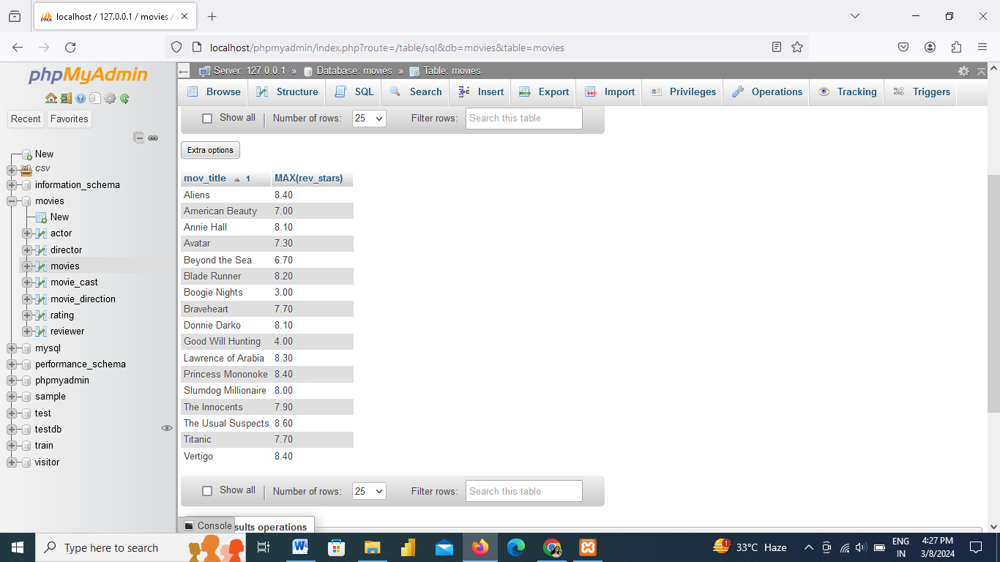 localhost / 127.0.0.1 / movies /
localhost/phpmyadmin/index.php?route=/table/sql&db=movies&table=movies
phpMyAdmin
Recent Favorites
New
CSV
information_schema
movies
New
actor
director
movies
movie_cast
movie_direction
rating
reviewer
mysql
performance_schema
phpmyadmin
sample
test
testdb
train
visitor
Server: 127.0.0.1 » Database: movies » Table: movies
Browse Structure SQL Search Insert Export Import Privileges Operations Tracking Triggers
Show all Number of rows: 25 Filter rows: Search this table
Extra options
mov_title 1 MAX(rev_stars)
Aliens 8.40
American Beauty 7.00
Annie Hall 8.10
Avatar 7.30
Beyond the Sea 6.70
Blade Runner 8.20
Boogie Nights 3.00
Braveheart 7.70
Donnie Darko 8.10
Good Will Hunting 4.00
Lawrence of Arabia 8.30
Princess Mononoke 8.40
Slumdog Millionaire 8.00
The Innocents 7.90
The Usual Suspects 8.60
Titanic 7.70
Vertigo 8.40
Show all Number of rows: 25 Filter rows: Search this table
Console sults operations
Type here to search
33°C Haze
ENG
IN
4:27 PM
3/8/2024